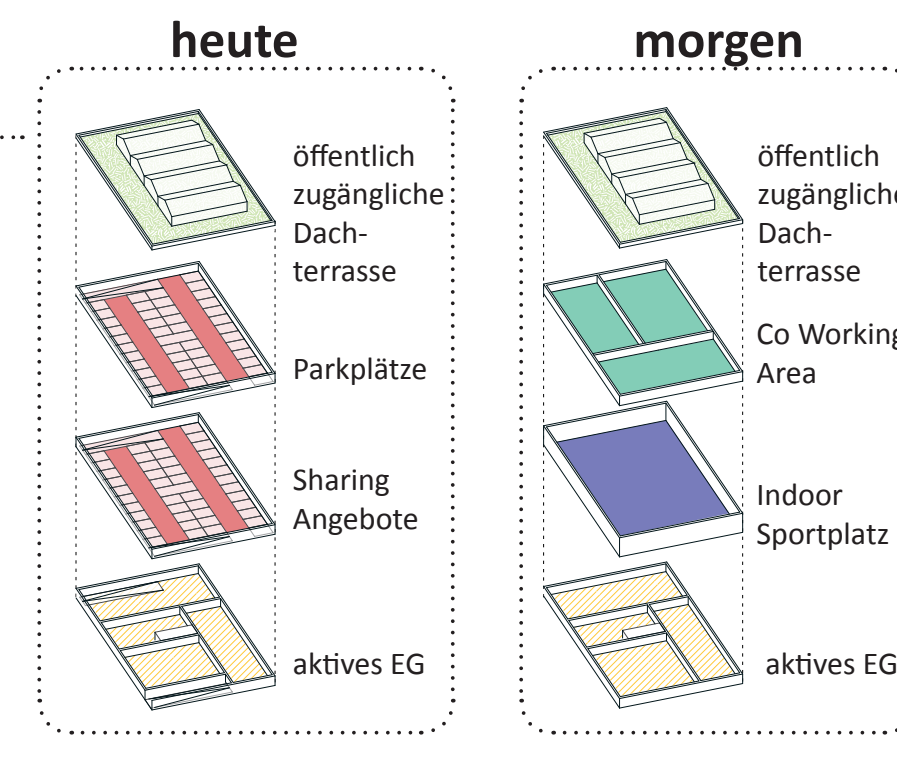 heute
öffentlich
zugängliche
Dach-
terrasse
Parkplätze
Sharing
Angebote
aktives EG
morgen
öffentlich
zugängliche
Dach-
terrasse
Co Working
Area
Indoor
Sportplatz
aktives EG